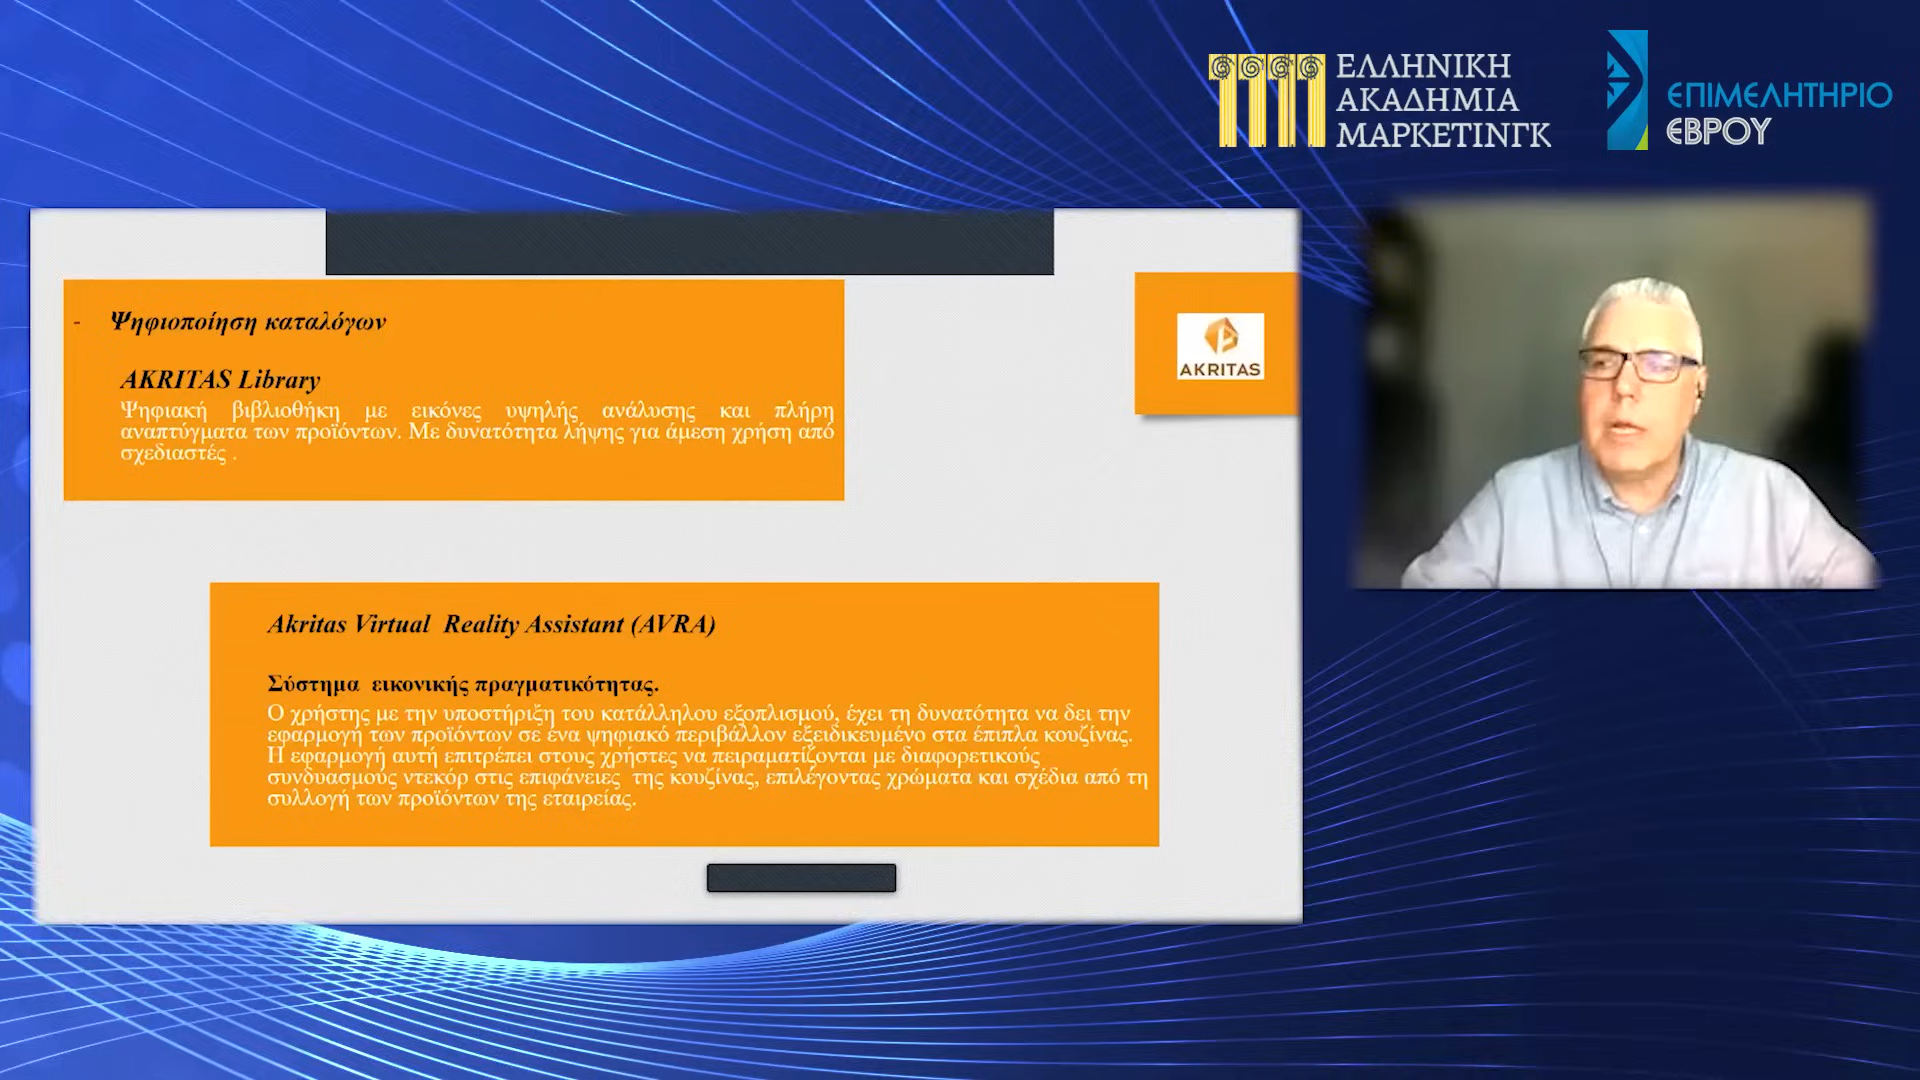 ΕΛΛΗΝΙΚΗ
ΑΚΑΔΗΜΙΑ
ΜΑΡΚΕΤΙΝΓΚ
ΕΠΙΜΕΛΗΤΗΡΙΟ
ΕΒΡΟΥ
- Ψηφιοποίηση καταλόγων
AKRITAS Library
Ψηφιακή βιβλιοθήκη με εικόνες υψηλής ανάλυσης και πλήρη
αναπτύγματα των προϊόντων. Με δυνατότητα λήψης για άμεση χρήση από
σχεδιαστές .
AKRITAS
Akritas Virtual Reality Assistant (AVRA)
Σύστημα εικονικής πραγματικότητας.
Ο χρήστης με την υποστήριξη του κατάλληλου εξοπλισμού, έχει τη δυνατότητα να δει την
εφαρμογή των προϊόντων σε ένα ψηφιακό περιβάλλον εξειδικευμένο στα έπιπλα κουζίνας.
Η εφαρμογή αυτή επιτρέπει στους χρήστες να πειραματίζονται με διαφορετικούς
συνδυασμούς ντεκόρ στις επιφάνειες της κουζίνας, επιλέγοντας χρώματα και σχέδια από τη
συλλογή των προϊόντων της εταιρείας.